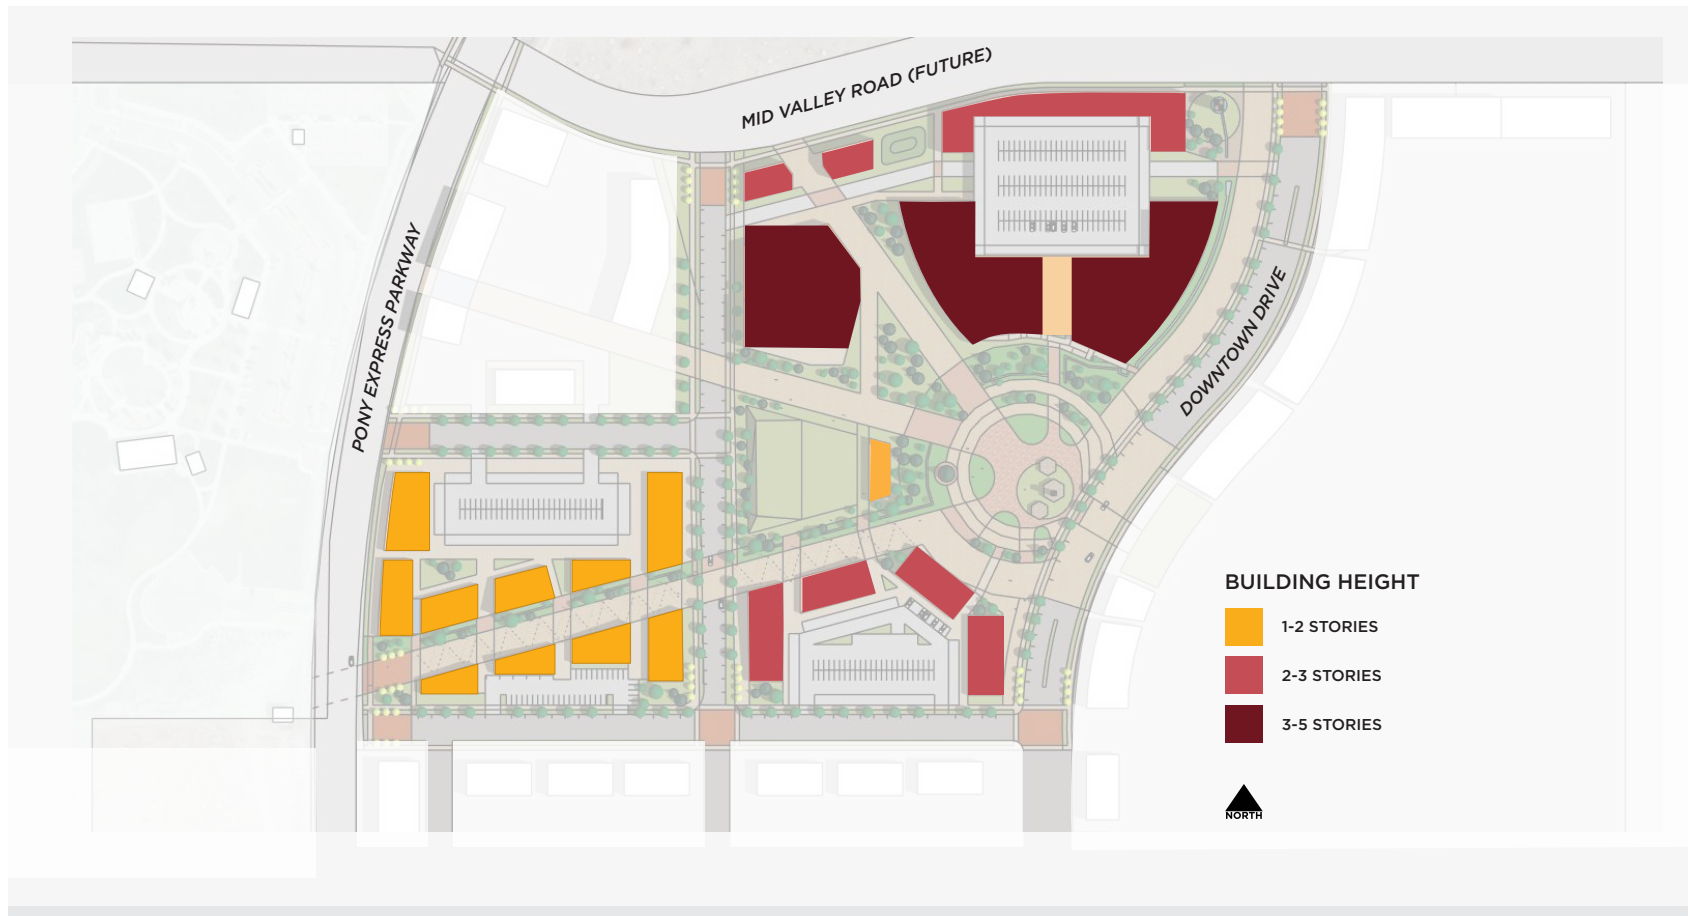 MID VALLEY ROAD (FUTURE)
PONY EXPRESS PARKWAY
DOWNTOWN DRIVE
BUILDING HEIGHT
1-2 STORIES
2-3 STORIES
3-5 STORIES
NORTH